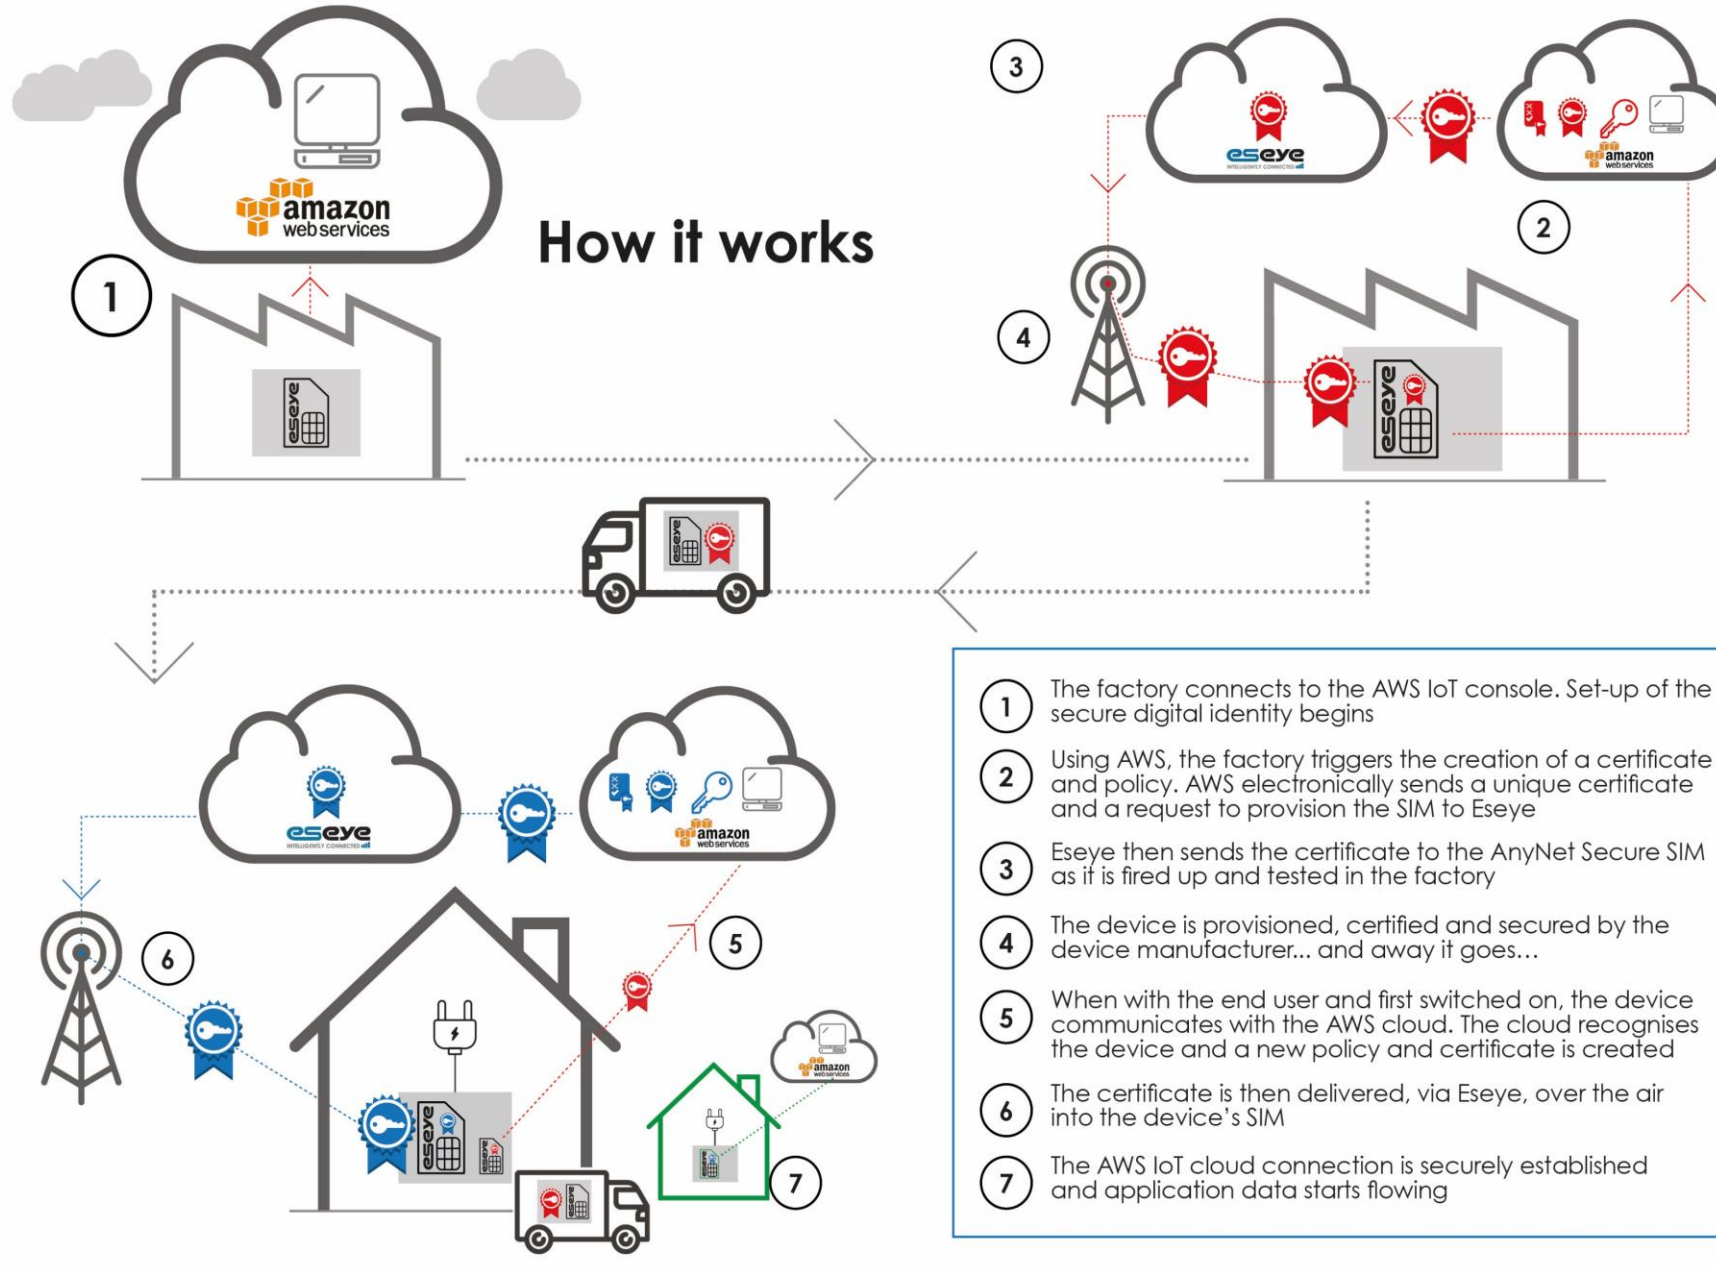 amazon
webservices
1
How it works
eseye
3
eseye
INTELLIGENTLY CONNECTED
amazon
webservices
2
4
eseye
eseye
eseye
INTELLIGENTLY CONNECTED
amazon
webservices
5
6
eseye
eseye
amazon
webservices
eseye
7
1 The factory connects to the AWS IoT console. Set-up of the
secure digital identity begins
2 Using AWS, the factory triggers the creation of a certificate
and policy. AWS electronically sends a unique certificate
and a request to provision the SIM to Eseye
3 Eseye then sends the certificate to the AnyNet Secure SIM
as it is fired up and tested in the factory
4 The device is provisioned, certified and secured by the
device manufacturer... and away it goes...
5 When with the end user and first switched on, the device
communicates with the AWS cloud. The cloud recognises
the device and a new policy and certificate is created
6 The certificate is then delivered, via Eseye, over the air
into the device's SIM
7 The AWS IoT cloud connection is securely established
and application data starts flowing